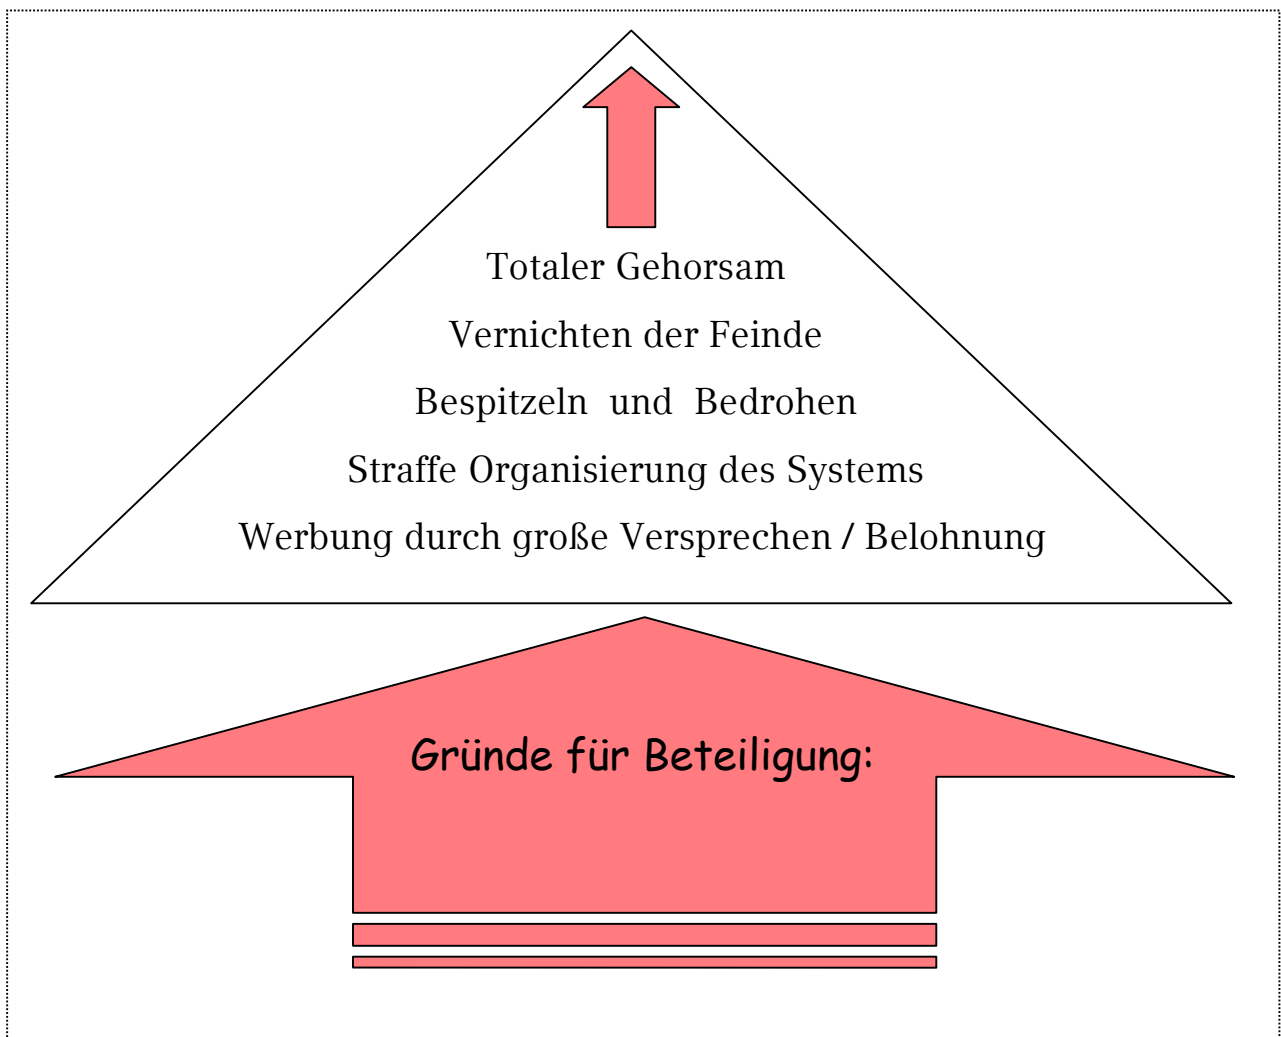 Totaler Gehorsam
Vernichten der Feinde
Bespitzeln und Bedrohen
Straffe Organisierung des Systems
Werbung durch große Versprechen / Belohnung
Gründe für Beteiligung: